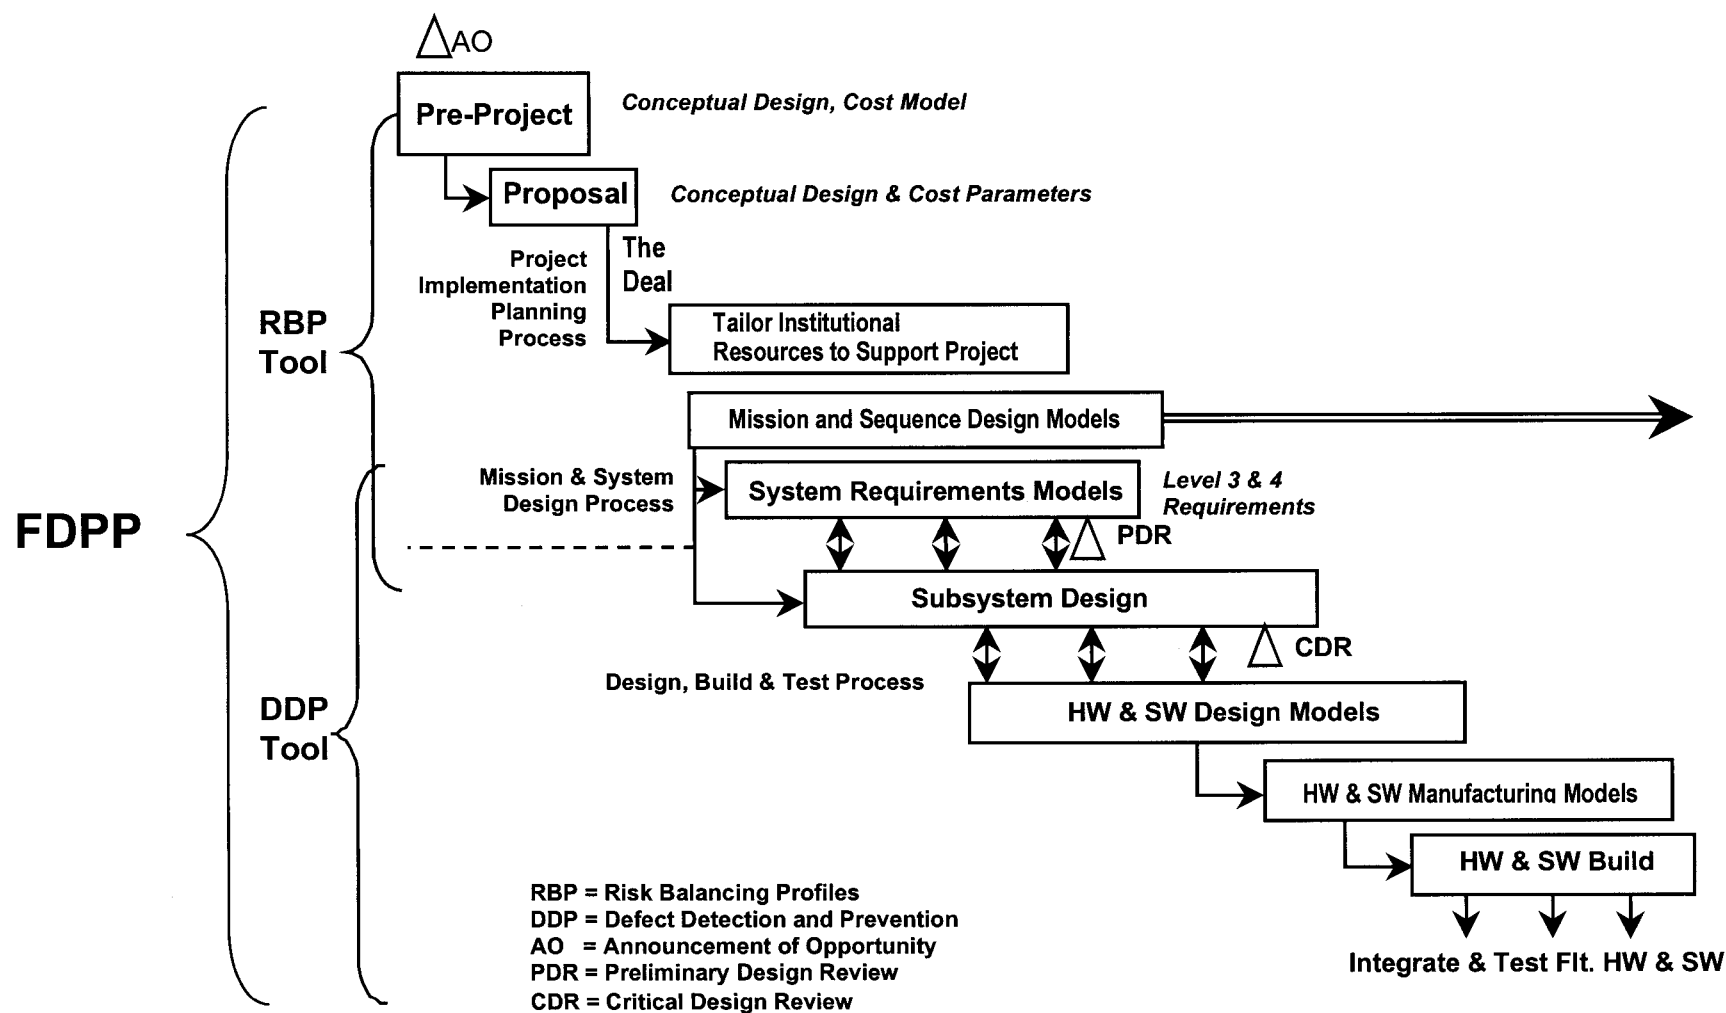 AO
Pre-Project
Conceptual Design, Cost Model
Proposal
Conceptual Design & Cost Parameters
Project
Implementation
Planning
Process
The
Deal
RBP
Tool
Tailor Institutional
Resources to Support Project
Mission and Sequence Design Models
Mission & System
Design Process
System Requirements Models
Level 3 & 4
Requirements
FDPP
PDR
Subsystem Design
CDR
Design, Build & Test Process
DDP
Tool
HW & SW Design Models
HW & SW Manufacturing Models
HW & SW Build
RBP = Risk Balancing Profiles
DDP = Defect Detection and Prevention
AO = Announcement of Opportunity
PDR = Preliminary Design Review
CDR = Critical Design Review
Integrate & Test Flt. HW & SW